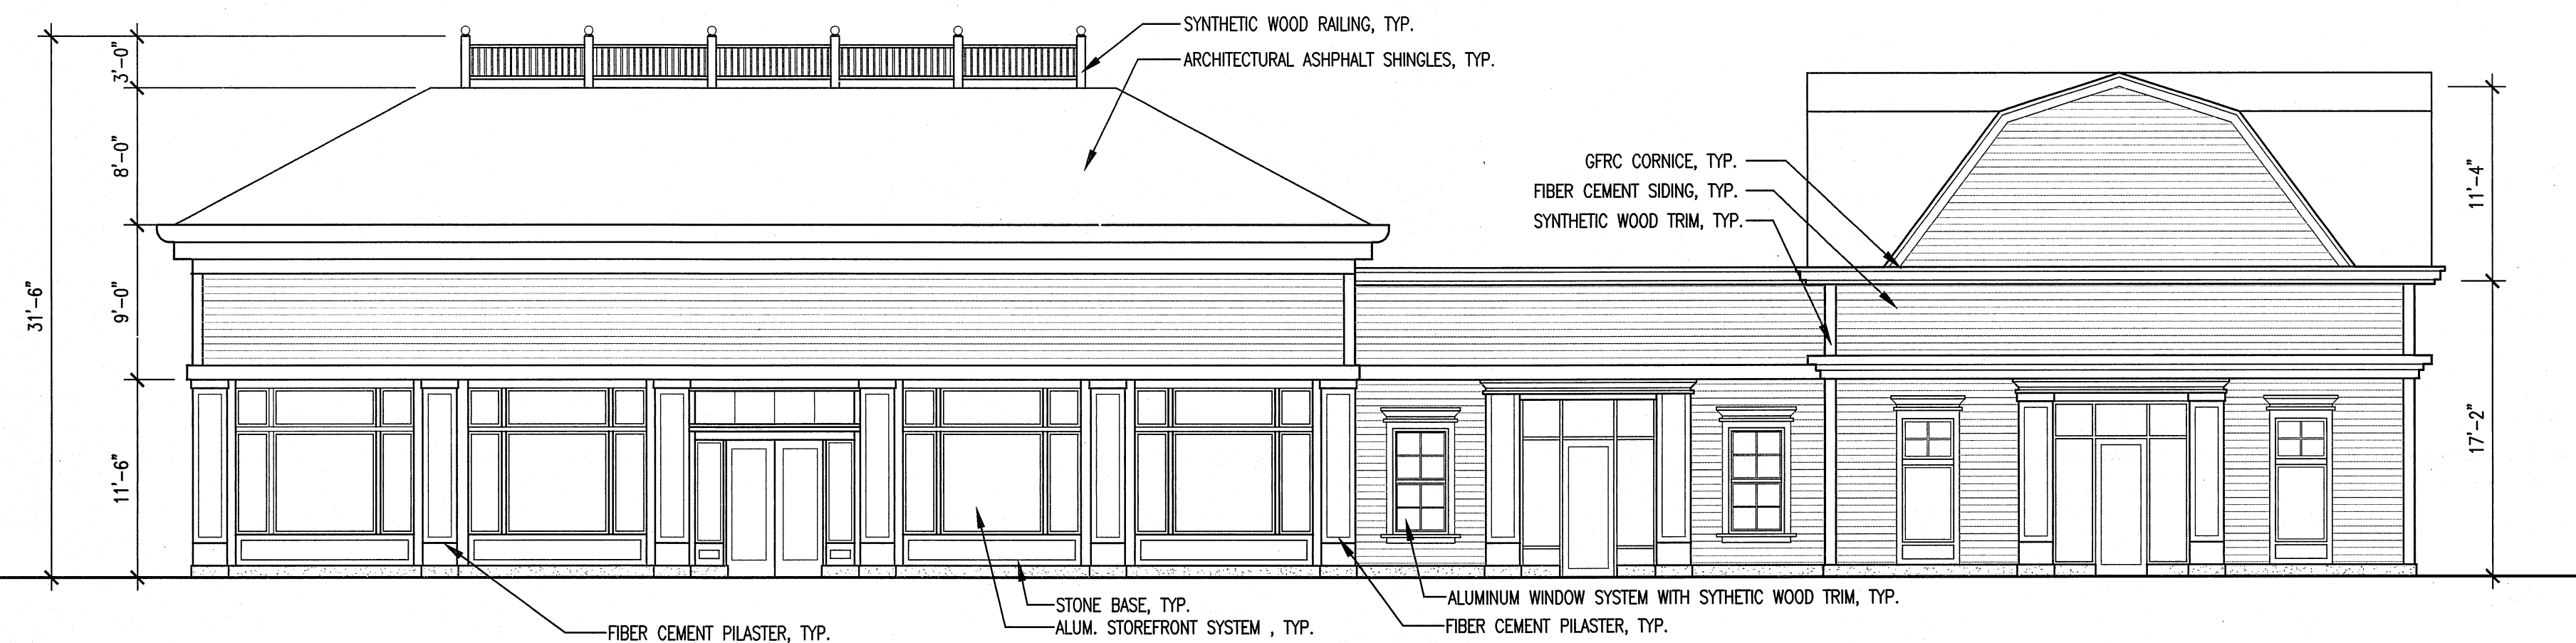 SYNTHETIC WOOD RAILING, TYP.
ARCHITECTURAL ASHPHALT SHINGLES, TYP.
3'-0"
8'-0"
31'-6"
9'-0"
11'-6"
GFRC CORNICE, TYP.
FIBER CEMENT SIDING, TYP.
SYNTHETIC WOOD TRIM, TYP.
11'-4"
17'-2"
STONE BASE, TYP.
ALUM. STOREFRONT SYSTEM , TYP.
FIBER CEMENT PILASTER, TYP.
ALUMINUM WINDOW SYSTEM WITH SYTHETIC WOOD TRIM, TYP.
FIBER CEMENT PILASTER, TYP.